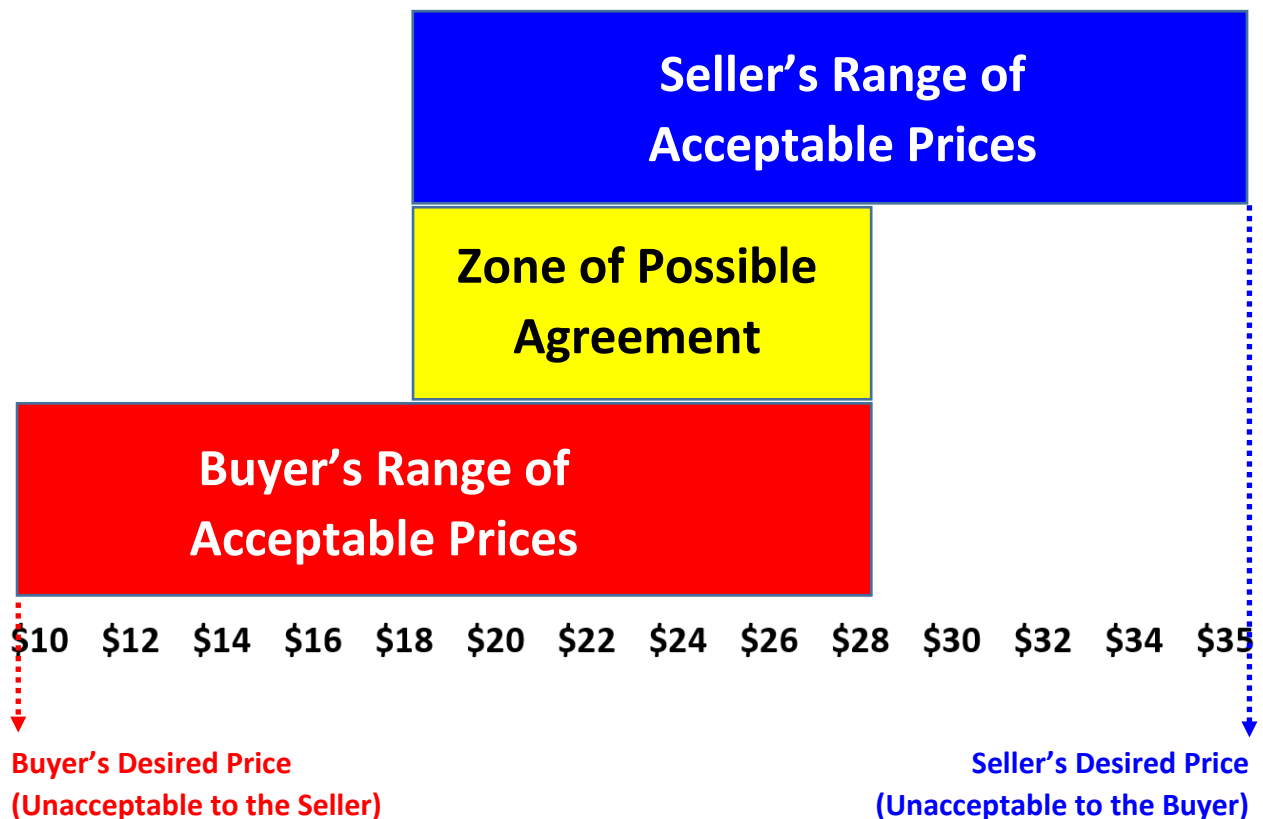 Seller’s Range of
Acceptable Prices
Zone of Possible
Agreement
Buyer’s Range of
Acceptable Prices
$10 $12 $14 $16 $18 $20 $22 $24 $26 $28 $30 $32 $34 $35
Buyer’s Desired Price
(Unacceptable to the Seller)
Seller’s Desired Price
(Unacceptable to the Buyer)